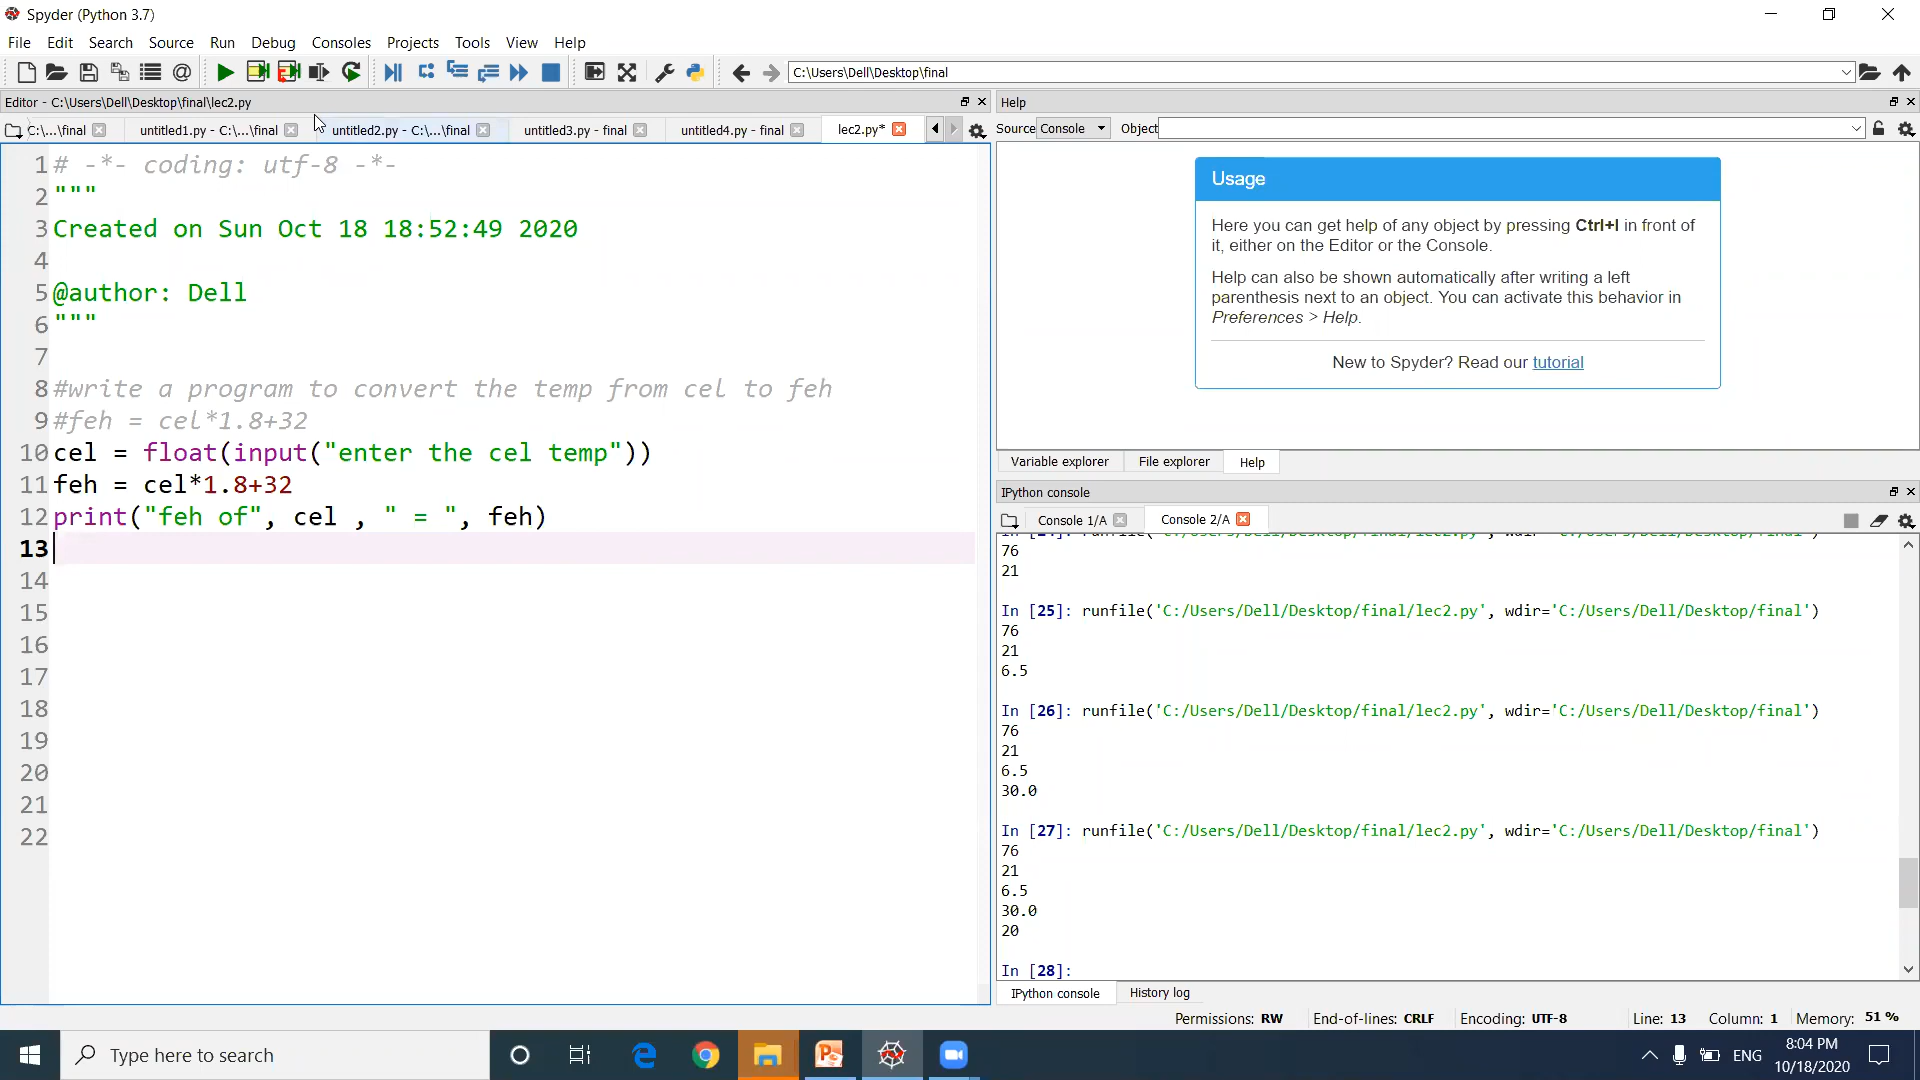 Spyder (Python 3.7)
File Edit Search Source Run Debug Consoles Projects Tools View Help
C:\Users\Dell\Desktop\final
Editor - C:\Users\Dell\Desktop\final\lec2.py
C:\...\final
untitled1.py - C:\...\final
untitled2.py - C:\...\final
untitled3.py - final
untitled4.py - final
lec2.py*
1 # -*- coding: utf-8 -*-
2 """
3 Created on Sun Oct 18 18:52:49 2020
4
5 @author: Dell
6 """
7
8 #write a program to convert the temp from cel to feh
9 #feh = cel*1.8+32
10 cel = float(input("enter the cel temp"))
11 feh = cel*1.8+32
12 print("feh of", cel , " = ", feh)
13
14
15
16
17
18
19
20
21
22
Help
Source Console Object
Usage
Here you can get help of any object by pressing Ctrl+I in front of
it, either on the Editor or the Console.
Help can also be shown automatically after writing a left
parenthesis next to an object. You can activate this behavior in
Preferences > Help.
New to Spyder? Read our tutorial
Variable explorer File explorer Help
IPython console
Console 1/A Console 2/A
In [24]: runfile('C:/Users/Dell/Desktop/final/lec2.py', wdir='C:/Users/Dell/Desktop/final')
76
21
In [25]: runfile('C:/Users/Dell/Desktop/final/lec2.py', wdir='C:/Users/Dell/Desktop/final')
76
21
6.5
In [26]: runfile('C:/Users/Dell/Desktop/final/lec2.py', wdir='C:/Users/Dell/Desktop/final')
76
21
6.5
30.0
In [27]: runfile('C:/Users/Dell/Desktop/final/lec2.py', wdir='C:/Users/Dell/Desktop/final')
76
21
6.5
30.0
20
In [28]:
IPython console History log
Permissions: RW End-of-lines: CRLF Encoding: UTF-8 Line: 13 Column: 1 Memory: 51 %
Type here to search
ENG
8:04 PM
10/18/2020